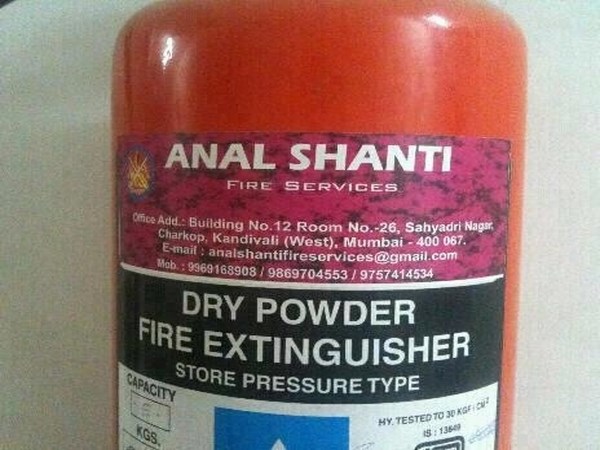 ANAL SHANTI
FIRE SERVICES
Office Add.: Building No.12 Room No.-26, Sahyadri Nagar,
Charkop, Kandivali (West), Mumbai - 400 067.
E-mail : analshantifireservices@gmail.com
Mob. : 9969168908 / 9869704553 / 9757414534
DRY POWDER
FIRE EXTINGUISHER
STORE PRESSURE TYPE
CAPACITY
KGS.
HY. TESTED TO 30 KGF / CM 2
IS : 13849